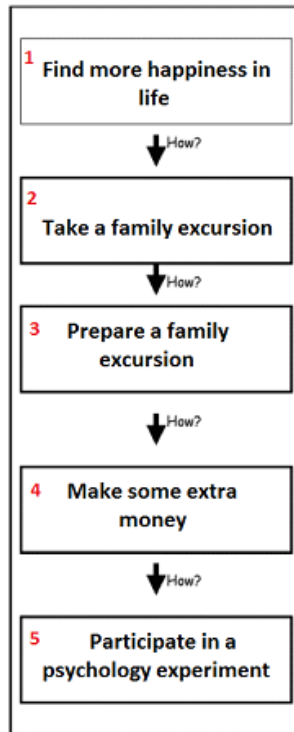 1 Find more happiness in
life
How?
2
Take a family excursion
How?
3 Prepare a family
excursion
How?
4 Make some extra
money
How?
5 Participate in a
psychology experiment